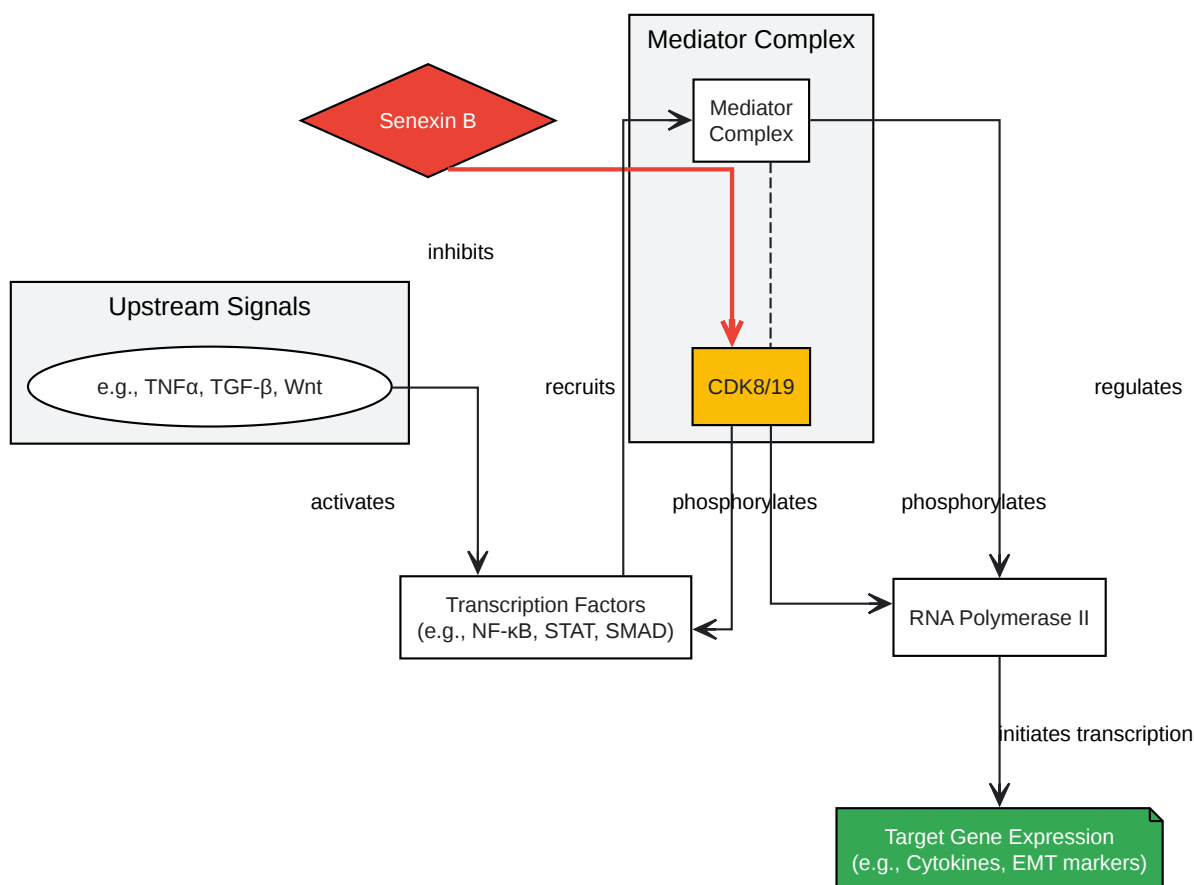 Mediator Complex
Senexin B
Mediator
Complex
inhibits
Upstream Signals
e.g., TNFα, TGF-β, Wnt
recruits
CDK8/19
regulates
activates
phosphorylates
phosphorylates
Transcription Factors
(e.g., NF-κB, STAT, SMAD)
RNA Polymerase II
initiates transcription
Target Gene Expression
(e.g., Cytokines, EMT markers)